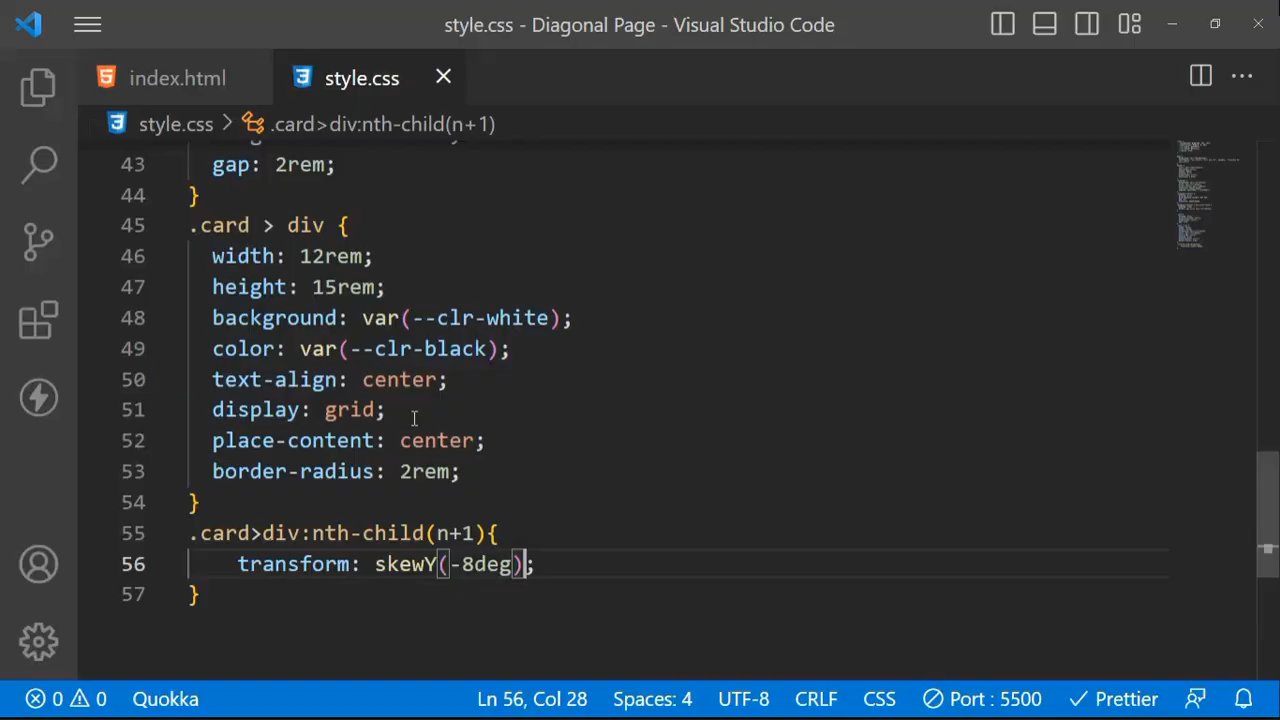 style.css - Diagonal Page - Visual Studio Code
index.html
style.css
style.css > .card>div:nth-child(n+1)
43 gap: 2rem;
44 }
45 .card > div {
46 width: 12rem;
47 height: 15rem;
48 background: var(--clr-white);
49 color: var(--clr-black);
50 text-align: center;
51 display: grid;
52 place-content: center;
53 border-radius: 2rem;
54 }
55 .card>div:nth-child(n+1){
56 transform: skewY(-8deg);
57 }
0 0 Quokka Ln 56, Col 28 Spaces: 4 UTF-8 CRLF CSS Port : 5500 Prettier